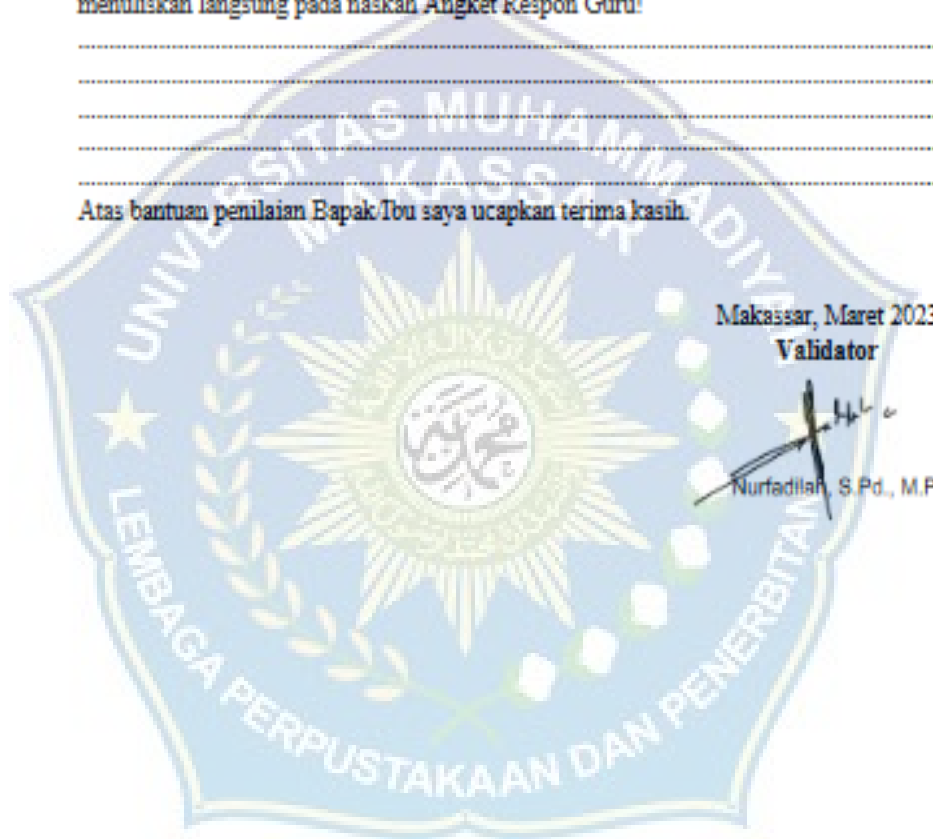 menuliskan langsung pada naskah Angket Respon Guru!
Atas bantuan penilaian Bapak/Ibu saya ucapkan terima kasih.
Makassar, Maret 2023
Validator
Nurfadilah, S.Pd., M.P
UNIVERSITAS MUHAMMADIYAH
MAKASSAR
محمد
LEMBAGA PERPUSTAKAAN DAN PENERBITAN